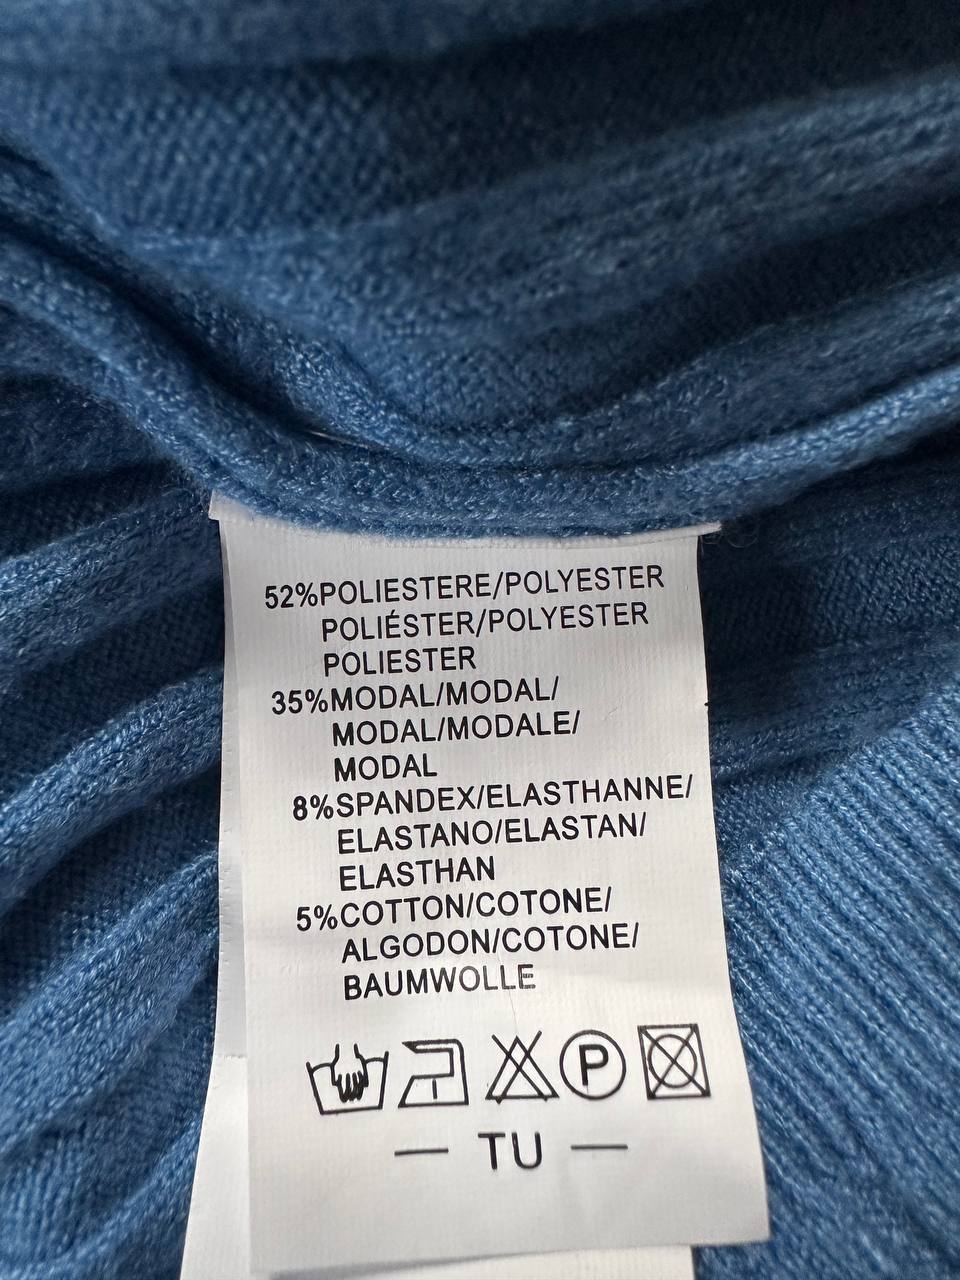 52%POLIESTERE/POLYESTER
POLIÉSTER/POLYESTER
POLIESTER
35%MODAL/MODAL/
MODAL/MODALE/
MODAL
8%SPANDEX/ELASTHANNE/
ELASTANO/ELASTAN/
ELASTHAN
5%COTTON/COTONE/
ALGODON/COTONE/
BAUMWOLLE
P
— TU —